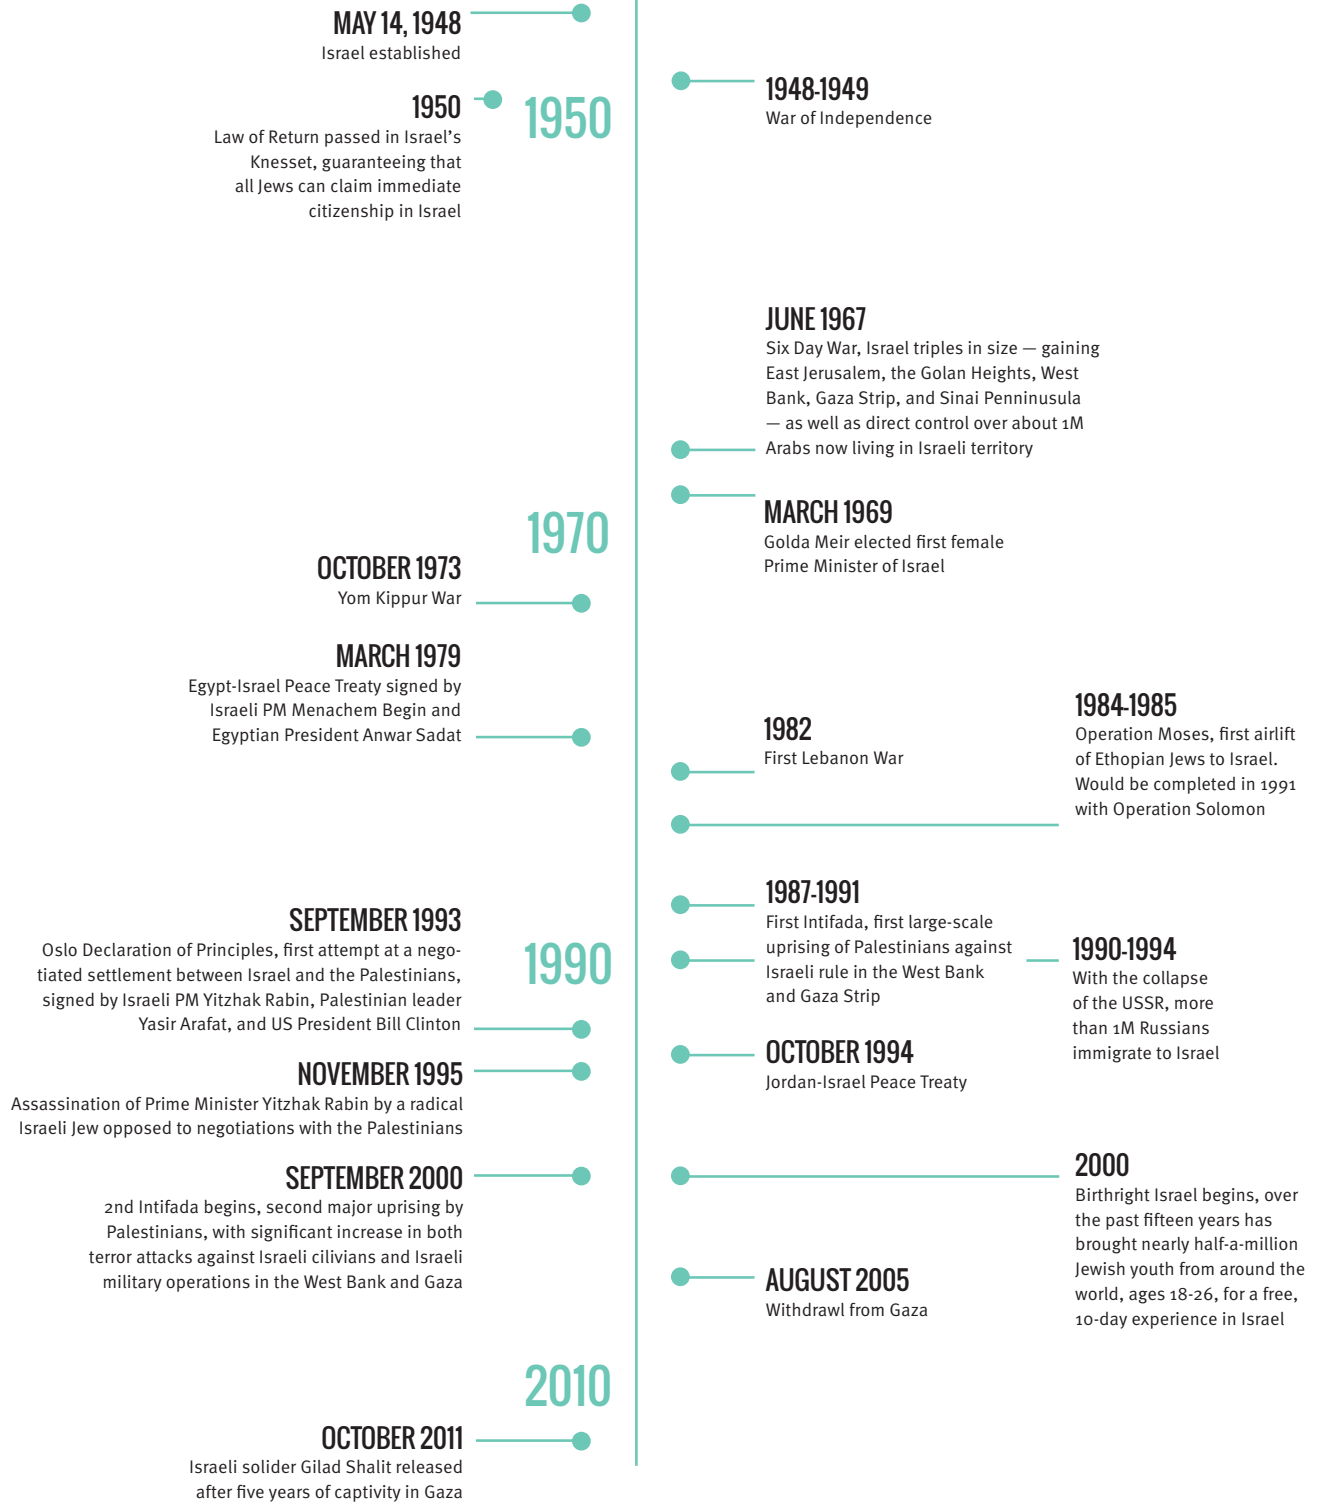 MAY 14, 1948
Israel established
1948-1949
War of Independence
1950
1950
Law of Return passed in Israel's
Knesset, guaranteeing that
all Jews can claim immediate
citizenship in Israel
JUNE 1967
Six Day War, Israel triples in size — gaining
East Jerusalem, the Golan Heights, West
Bank, Gaza Strip, and Sinai Penninusula
— as well as direct control over about 1M
Arabs now living in Israeli territory
MARCH 1969
Golda Meir elected first female
Prime Minister of Israel
1970
OCTOBER 1973
Yom Kippur War
MARCH 1979
Egypt-Israel Peace Treaty signed by
Israeli PM Menachem Begin and
Egyptian President Anwar Sadat
1982
First Lebanon War
1984-1985
Operation Moses, first airlift
of Ethopian Jews to Israel.
Would be completed in 1991
with Operation Solomon
1987-1991
First Intifada, first large-scale
uprising of Palestinians against
Israeli rule in the West Bank
and Gaza Strip
1990-1994
With the collapse
of the USSR, more
than 1M Russians
immigrate to Israel
SEPTEMBER 1993
Oslo Declaration of Principles, first attempt at a nego-
tiated settlement between Israel and the Palestinians,
signed by Israeli PM Yitzhak Rabin, Palestinian leader
Yasir Arafat, and US President Bill Clinton
1990
OCTOBER 1994
Jordan-Israel Peace Treaty
NOVEMBER 1995
Assassination of Prime Minister Yitzhak Rabin by a radical
Israeli Jew opposed to negotiations with the Palestinians
SEPTEMBER 2000
2nd Intifada begins, second major uprising by
Palestinians, with significant increase in both
terror attacks against Israeli cilivians and Israeli
military operations in the West Bank and Gaza
2000
Birthright Israel begins, over
the past fifteen years has
brought nearly half-a-million
Jewish youth from around the
world, ages 18-26, for a free,
10-day experience in Israel
AUGUST 2005
Withdrawl from Gaza
2010
OCTOBER 2011
Israeli solider Gilad Shalit released
after five years of captivity in Gaza